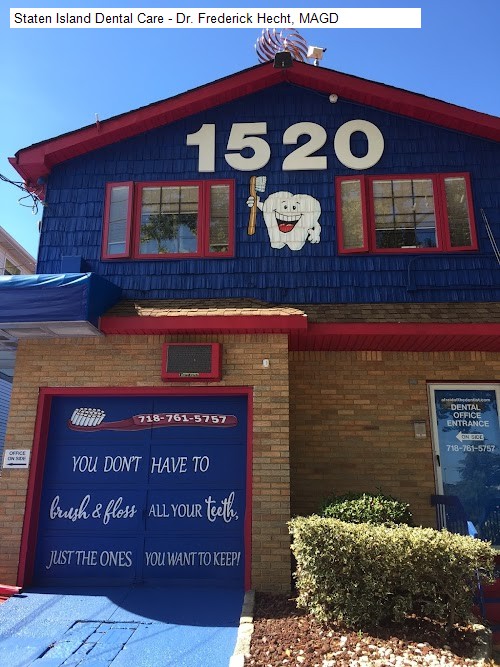 Staten Island Dental Care - Dr. Frederick Hecht, MAGD
1520
718-761-5757
YOU DON'T HAVE TO
brush & floss ALL YOUR teeth,
JUST THE ONES YOU WANT TO KEEP!
OFFICE
ON SIDE
DENTAL
OFFICE
ENTRANCE
ON SIDE
718-761-5757